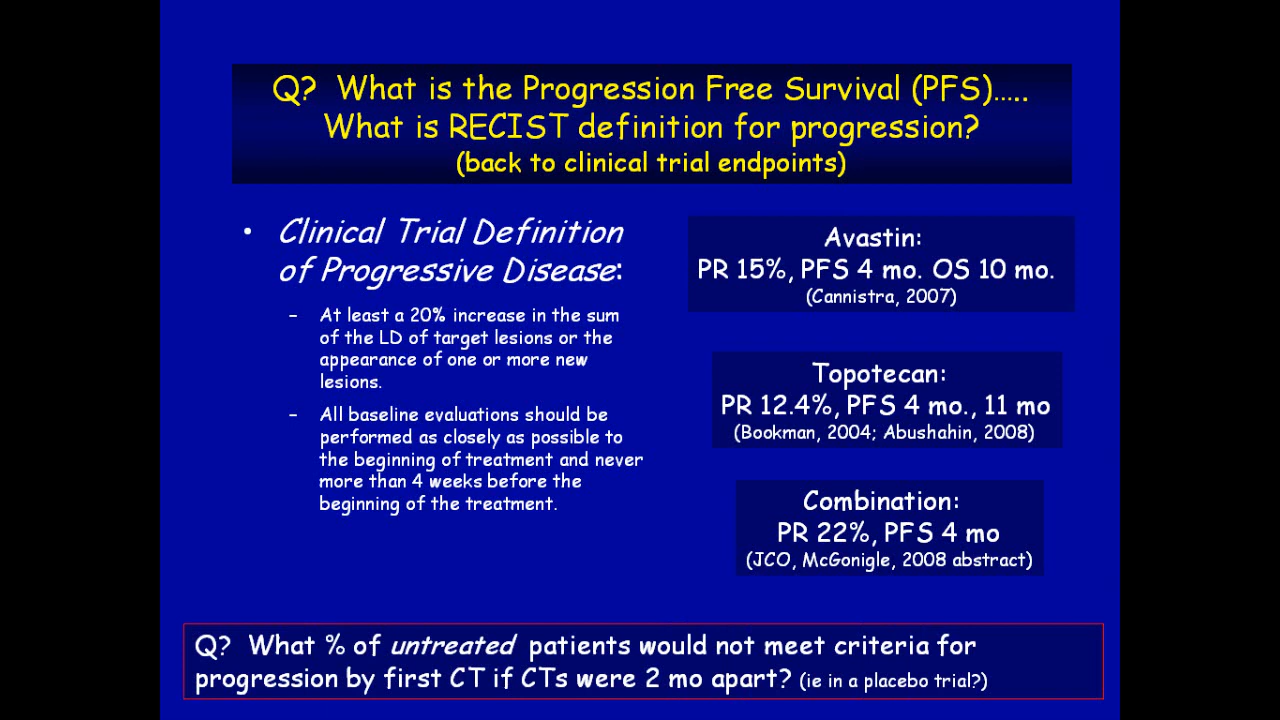 Q? What is the Progression Free Survival (PFS).....
What is RECIST definition for progression?
(back to clinical trial endpoints)
• Clinical Trial Definition
of Progressive Disease:
– At least a 20% increase in the sum
of the LD of target lesions or the
appearance of one or more new
lesions.
– All baseline evaluations should be
performed as closely as possible to
the beginning of treatment and never
more than 4 weeks before the
beginning of the treatment.
Avastin:
PR 15%, PFS 4 mo. OS 10 mo.
(Cannistra, 2007)
Topotecan:
PR 12.4%, PFS 4 mo., 11 mo
(Bookman, 2004; Abushahin, 2008)
Combination:
PR 22%, PFS 4 mo
(JCO, McGonigle, 2008 abstract)
Q? What % of untreated patients would not meet criteria for
progression by first CT if CTs were 2 mo apart? (ie in a placebo trial?)